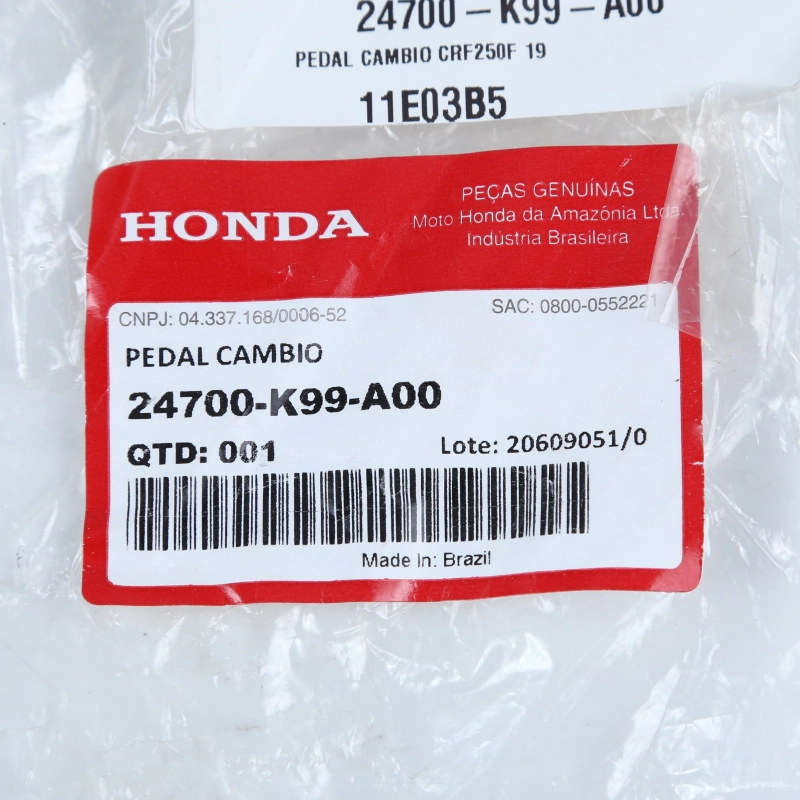 24700-K99-A00
PEDAL CAMBIO CRF250F 19
11E03B5
HONDA
PEÇAS GENUÍNAS
Moto Honda da Amazônia Ltda.
Indústria Brasileira
CNPJ: 04.337.168/0006-52
SAC: 0800-0552221
PEDAL CAMBIO
24700-K99-A00
QTD: 001
Lote: 20609051/0
Made In: Brazil